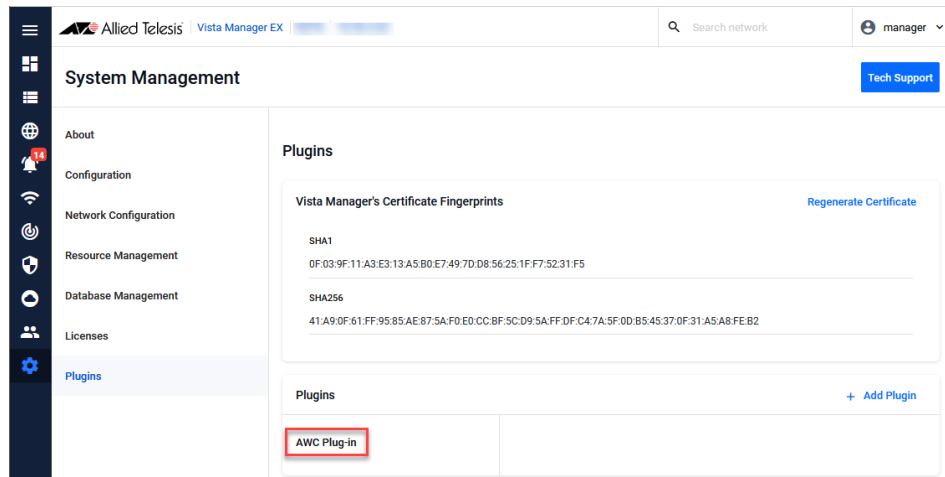 Allied Telesis Vista Manager EX
Search network
manager
System Management
Tech Support
14
About
Configuration
Network Configuration
Resource Management
Database Management
Licenses
Plugins
Plugins
Vista Manager's Certificate Fingerprints
Regenerate Certificate
SHA1
0F:03:9F:11:A3:E3:13:A5:B0:E7:49:7D:D8:56:25:1F:F7:52:31:F5
SHA256
41:A9:0F:61:FF:95:85:AE:87:5A:F0:E0:CC:BF:5C:D9:5A:FF:DF:C4:7A:5F:0D:B5:45:37:0F:31:A5:A8:FE:B2
Plugins
+ Add Plugin
AWC Plug-in